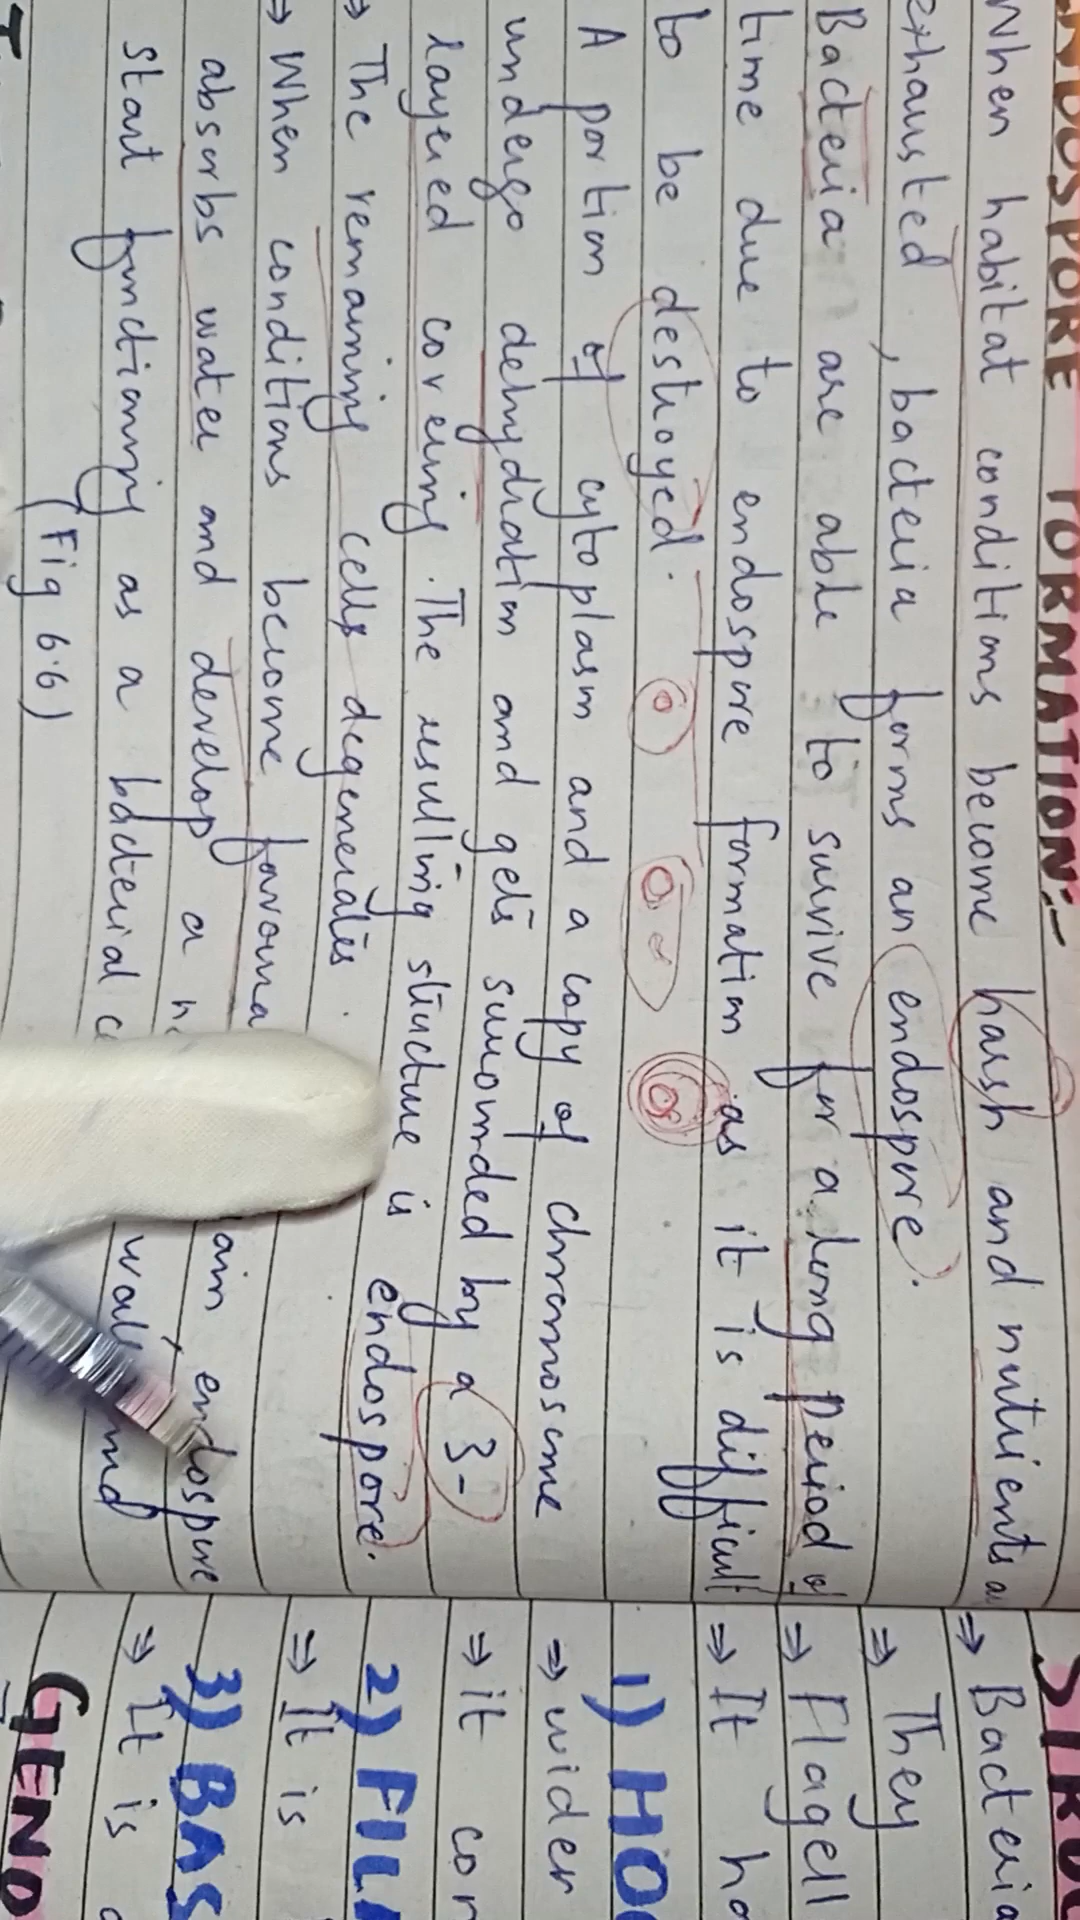 ENDOSPORE FORMATION:-
When habitat conditions become harsh and nutrients
exhausted, bacteria forms an endospore.
Bacteria are able to survive for a long period of
time due to endospore formation as it is difficult
to be destroyed.
A portion of cytoplasm and a copy of chromosome
undergo dehydration and gets surrounded by a 3-
layered covering. The resulting structure is endospore.
⇒ The remaining cells degenerates.
⇒ When conditions become
absorbs water and develop a endospore
start functioning as a bacterial
(Fig 6.6)
⇒ Bacteria
⇒ They
⇒ Flagell
⇒ It
1) HO
⇒ wider
⇒ it
2) FIL
⇒ It is
3) BAS
⇒ It is